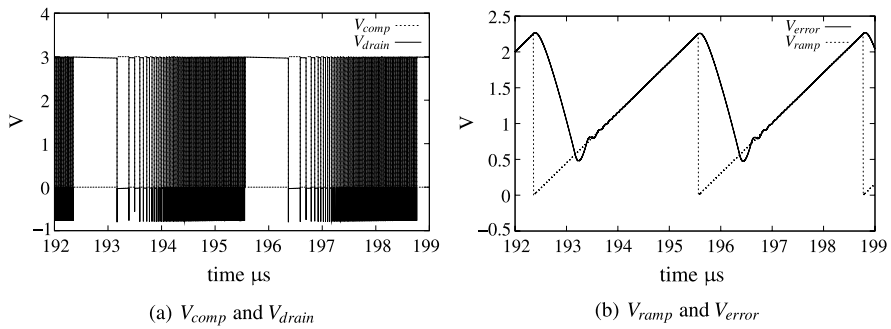 V_comp
V_drain
4
3
2
1
0
−1
V
192 193 194 195 196 197 198 199
time μs
(a) V_comp and V_drain
V_error
V_ramp
2.5
2
1.5
1
0.5
0
−0.5
V
192 193 194 195 196 197 198 199
time μs
(b) V_ramp and V_error